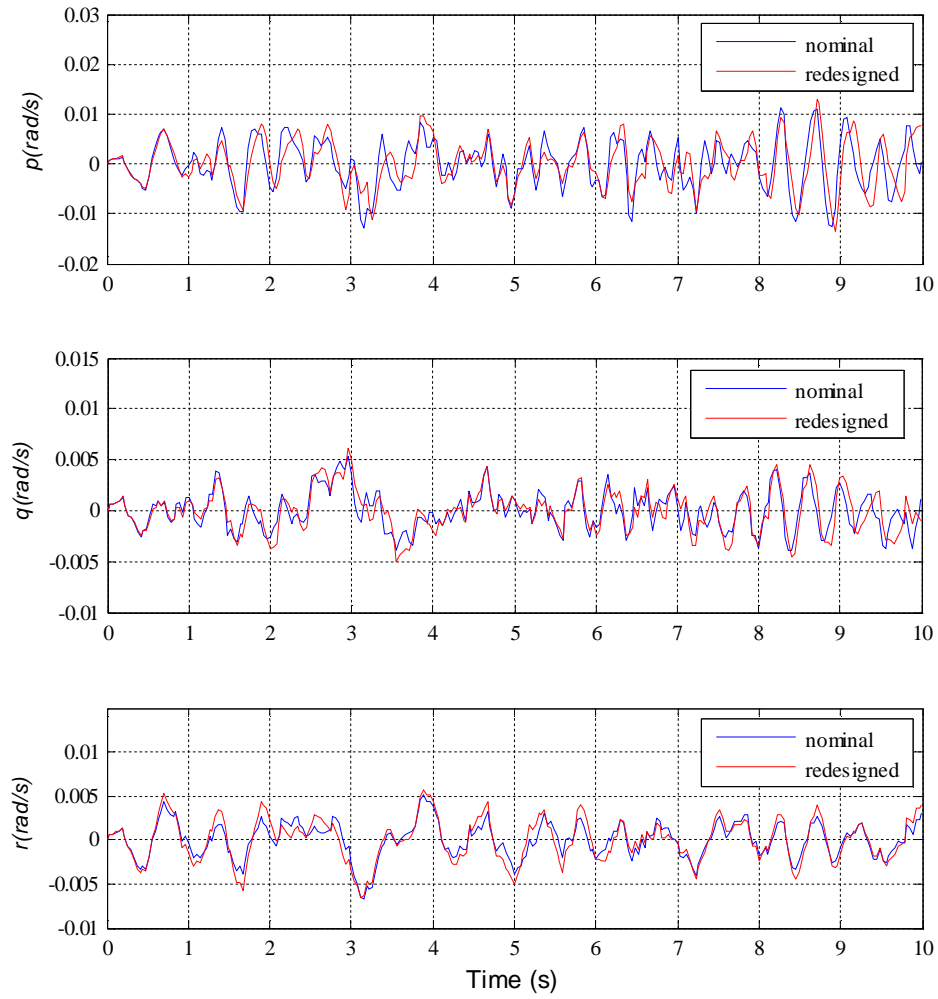 0.03
0.02
0.01
0
-0.01
-0.02
p(rad/s)
nominal
redesigned
0 1 2 3 4 5 6 7 8 9 10
0.015
0.01
0.005
0
-0.005
-0.01
q(rad/s)
nominal
redesigned
0 1 2 3 4 5 6 7 8 9 10
0.01
0.005
0
-0.005
-0.01
r(rad/s)
nominal
redesigned
0 1 2 3 4 5 6 7 8 9 10
Time (s)